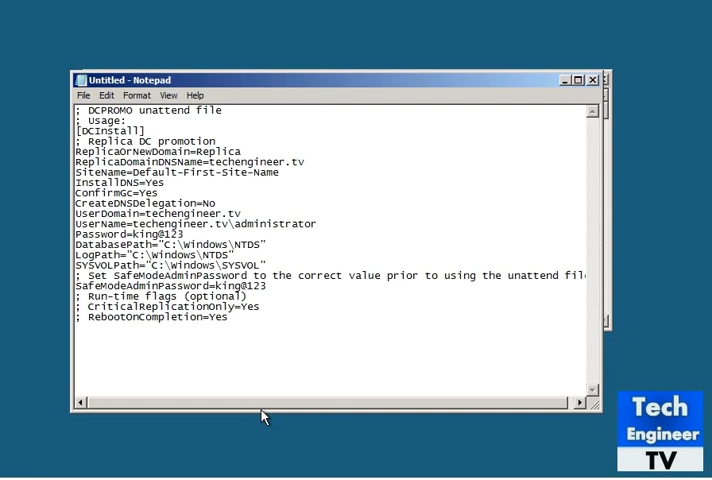 Untitled - Notepad
File Edit Format View Help
; DCPROMO unattend file
; Usage:
[DCInstall]
; Replica DC promotion
ReplicaOrNewDomain=Replica
ReplicaDomainDNSName=techengineer.tv
SiteName=Default-First-Site-Name
InstallDNS=Yes
ConfirmGc=Yes
CreateDNSDelegation=No
UserDomain=techengineer.tv
UserName=techengineer.tv\administrator
Password=king@123
DatabasePath="C:\Windows\NTDS"
LogPath="C:\Windows\NTDS"
SYSVOLPath="C:\Windows\SYSVOL"
; Set SafeModeAdminPassword to the correct value prior to using the unattend file
SafeModeAdminPassword=king@123
; Run-time flags (optional)
; CriticalReplicationOnly=Yes
; RebootOnCompletion=Yes
Tech
Engineer
TV